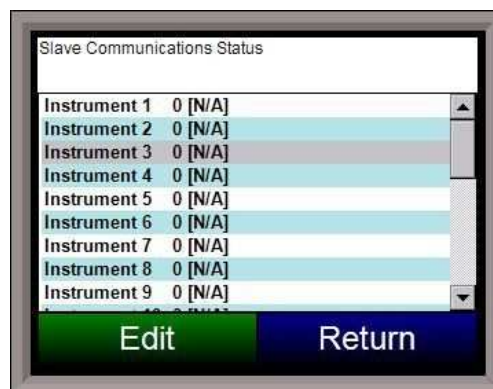 Slave Communications Status
Instrument 1 0 [N/A]
Instrument 2 0 [N/A]
Instrument 3 0 [N/A]
Instrument 4 0 [N/A]
Instrument 5 0 [N/A]
Instrument 6 0 [N/A]
Instrument 7 0 [N/A]
Instrument 8 0 [N/A]
Instrument 9 0 [N/A]
Edit Return